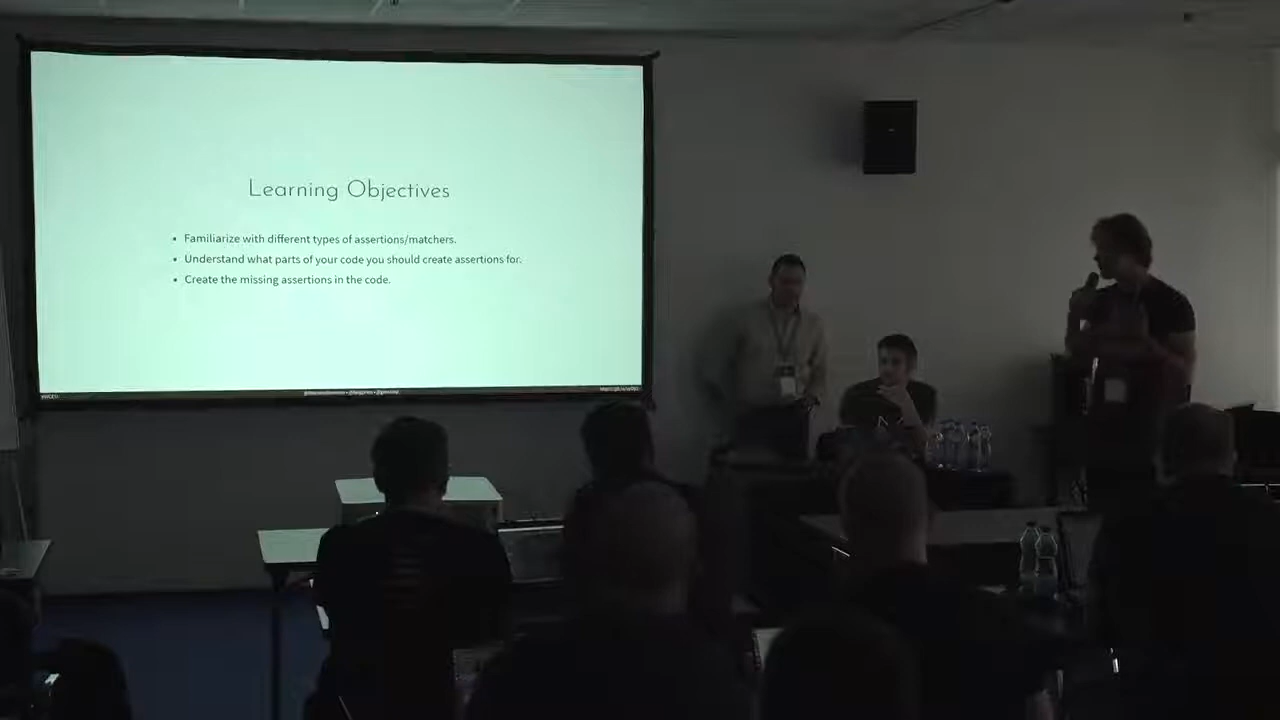 Learning Objectives
• Familiarize with different types of assertions/matchers.
• Understand what parts of your code you should create assertions for.
• Create the missing assertions in the code.